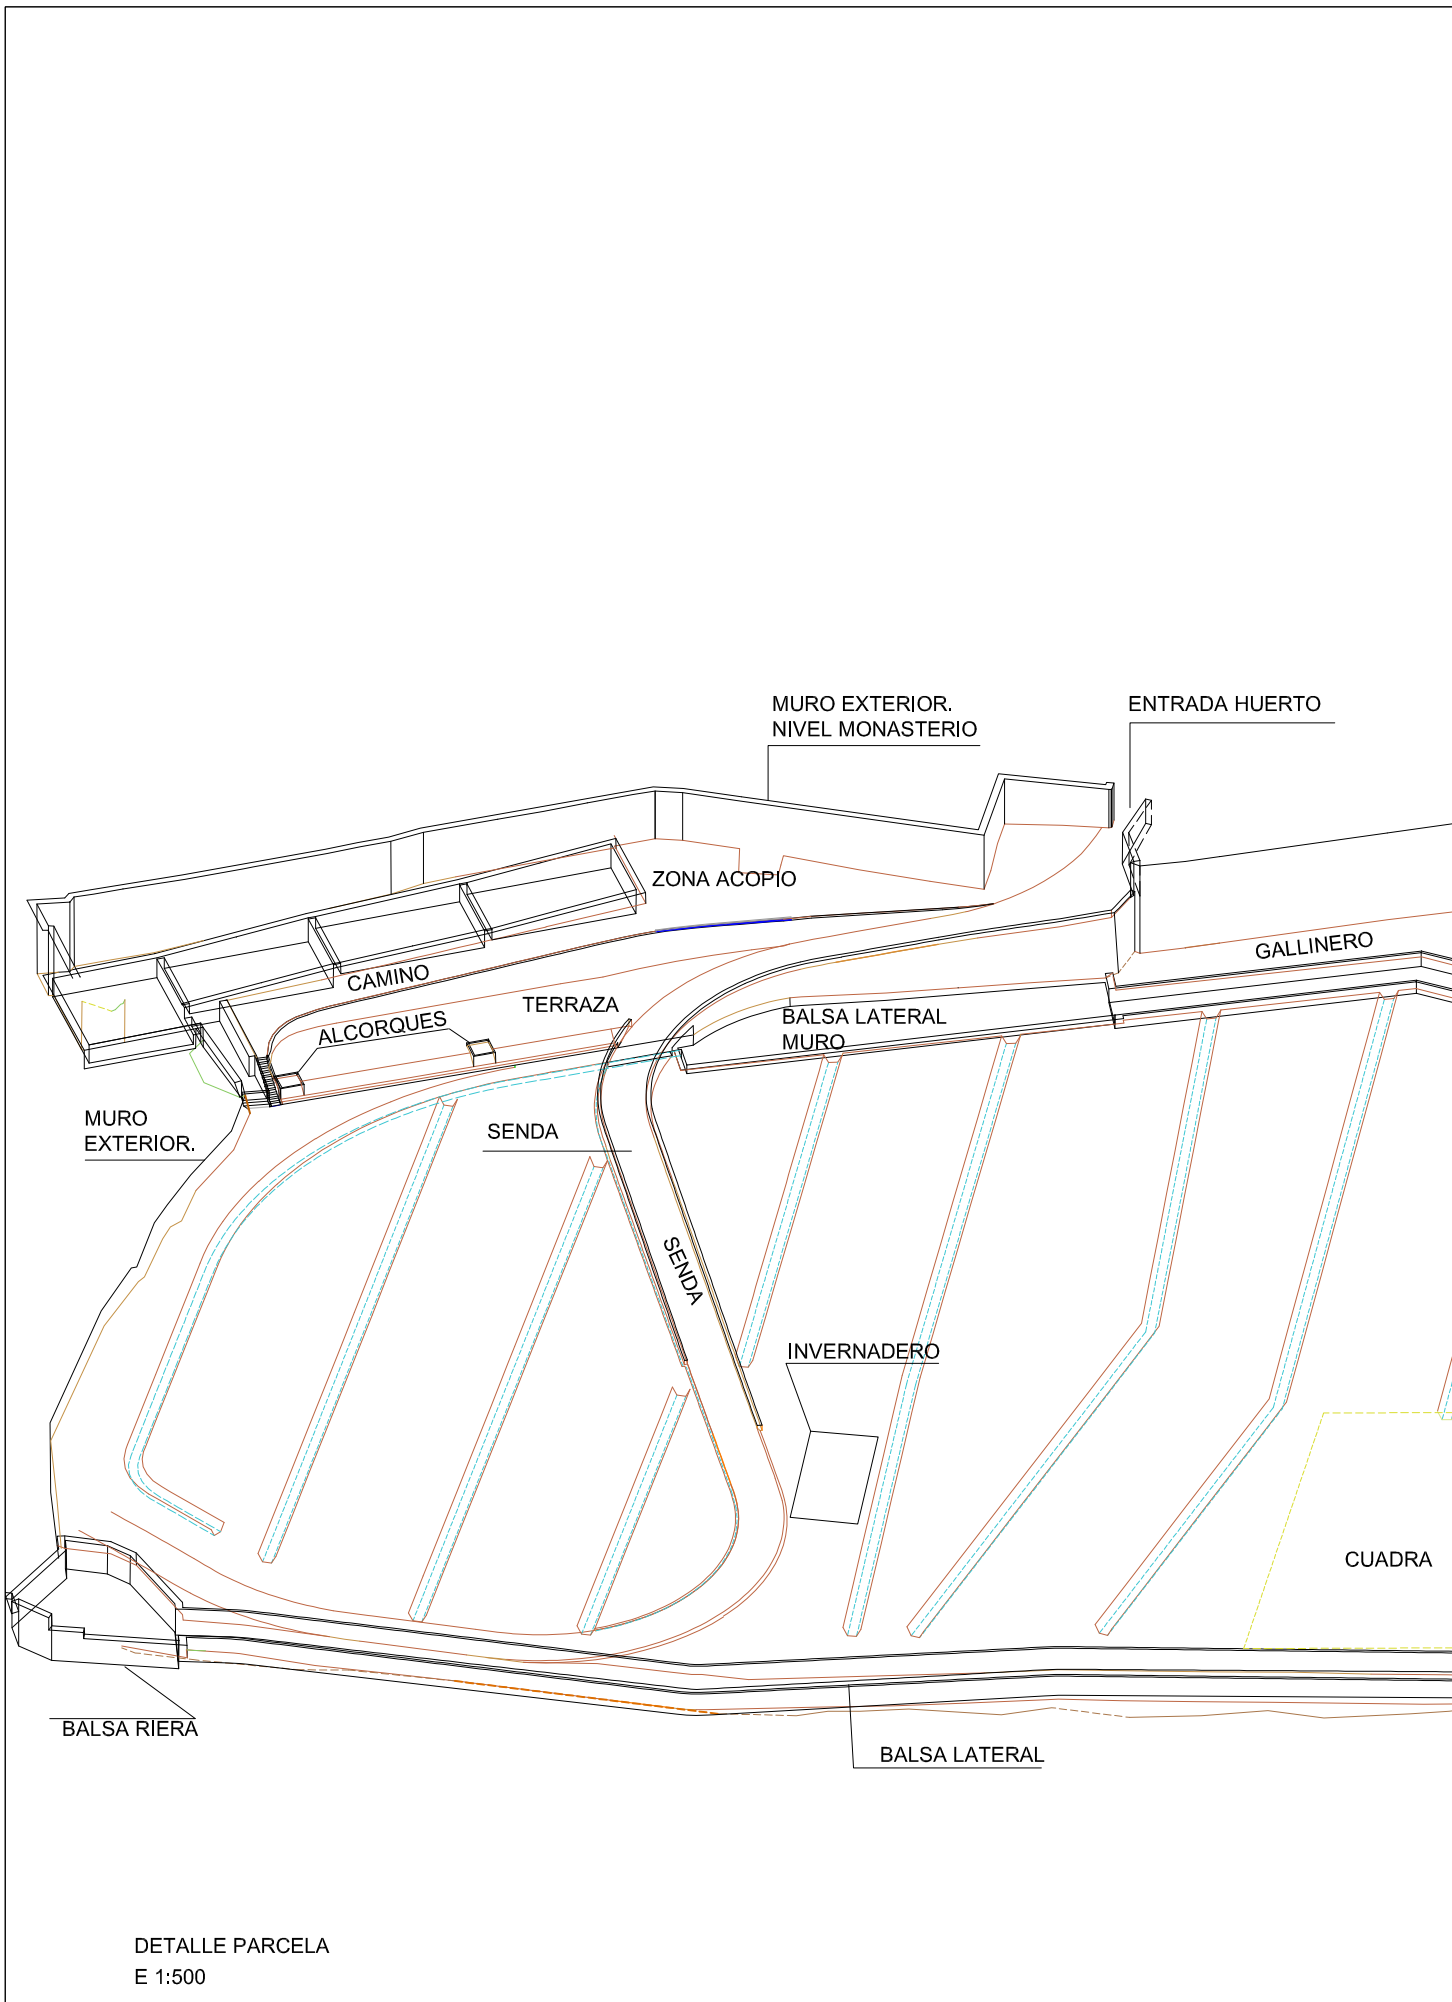 MURO EXTERIOR.
NIVEL MONASTERIO
ENTRADA HUERTO
ZONA ACOPIO
GALLINERO
CAMINO
TERRAZA
ALCORQUES
BALSA LATERAL
MURO
MURO
EXTERIOR.
SENDA
SENDA
INVERNADERO
CUADRA
BALSA RIERA
BALSA LATERAL
DETALLE PARCELA
E 1:500